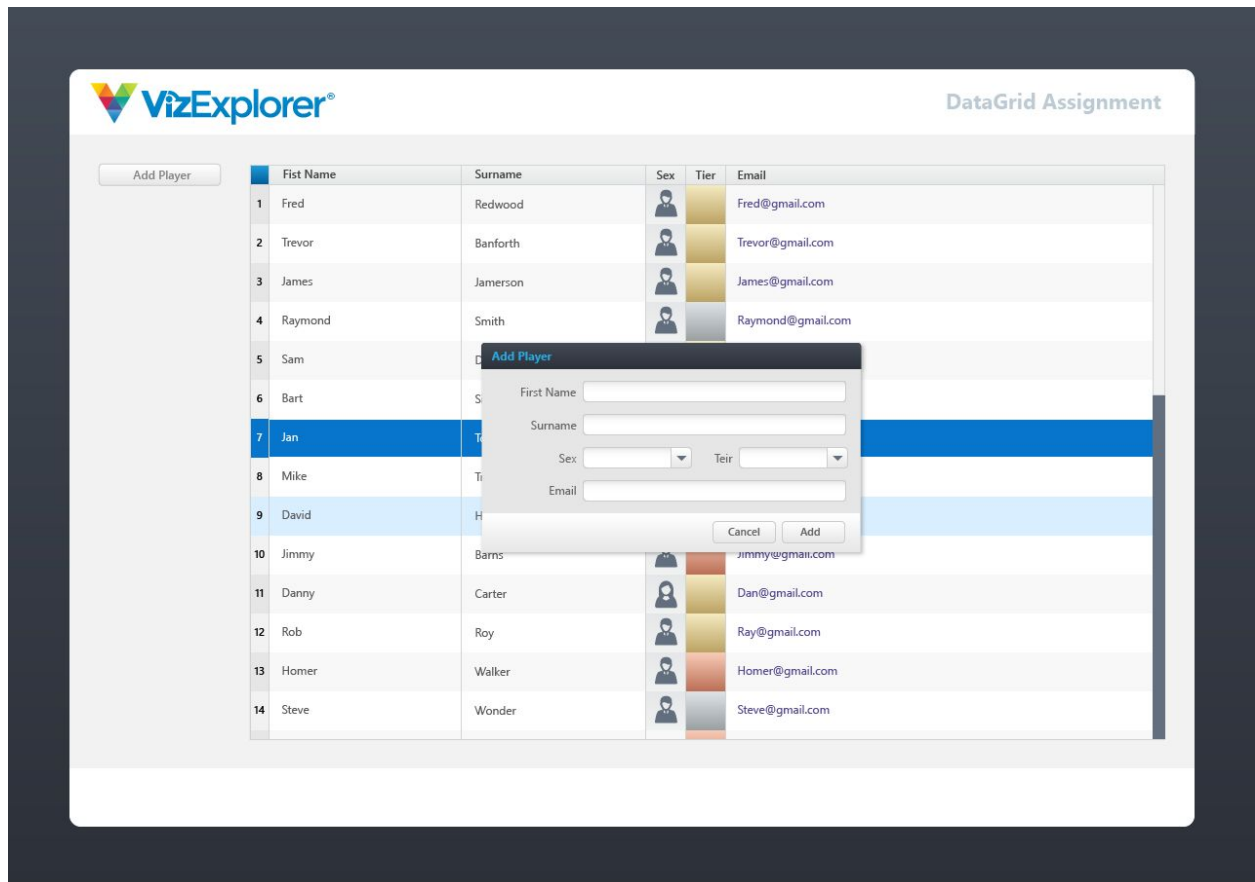 VizExplorer®
DataGrid Assignment
Add Player
Fist Name Surname Sex Tier Email
1 Fred Redwood Fred@gmail.com
2 Trevor Banforth Trevor@gmail.com
3 James Jamerson James@gmail.com
4 Raymond Smith Raymond@gmail.com
5 Sam
6 Bart
7 Jan
8 Mike
9 David
Add Player
First Name
Surname
Sex Teir
Email
Cancel Add
10 Jimmy Barns Jimmy@gmail.com
11 Danny Carter Dan@gmail.com
12 Rob Roy Ray@gmail.com
13 Homer Walker Homer@gmail.com
14 Steve Wonder Steve@gmail.com